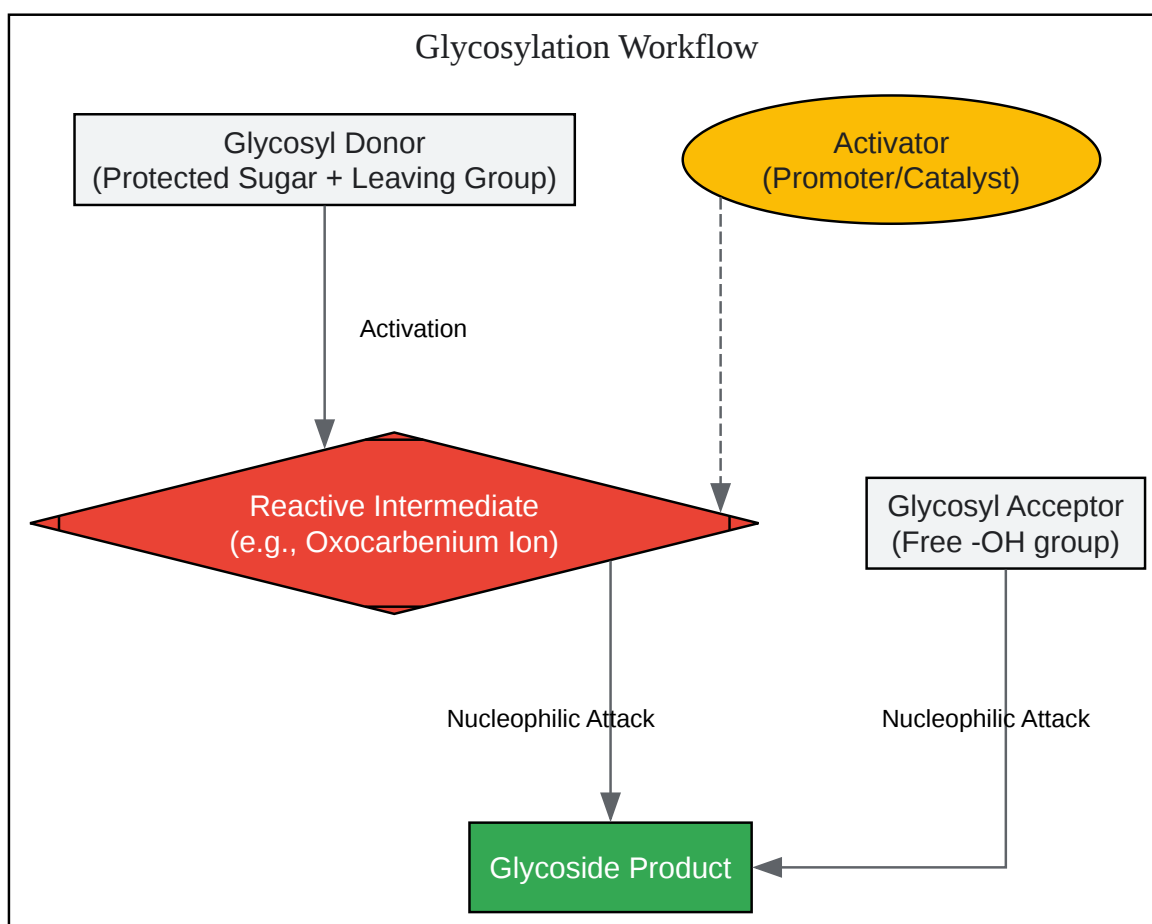 Glycosylation Workflow
Glycosyl Donor
(Protected Sugar + Leaving Group)
Activator
(Promoter/Catalyst)
Activation
Reactive Intermediate
(e.g., Oxocarbenium Ion)
Glycosyl Acceptor
(Free -OH group)
Nucleophilic Attack
Nucleophilic Attack
Glycoside Product